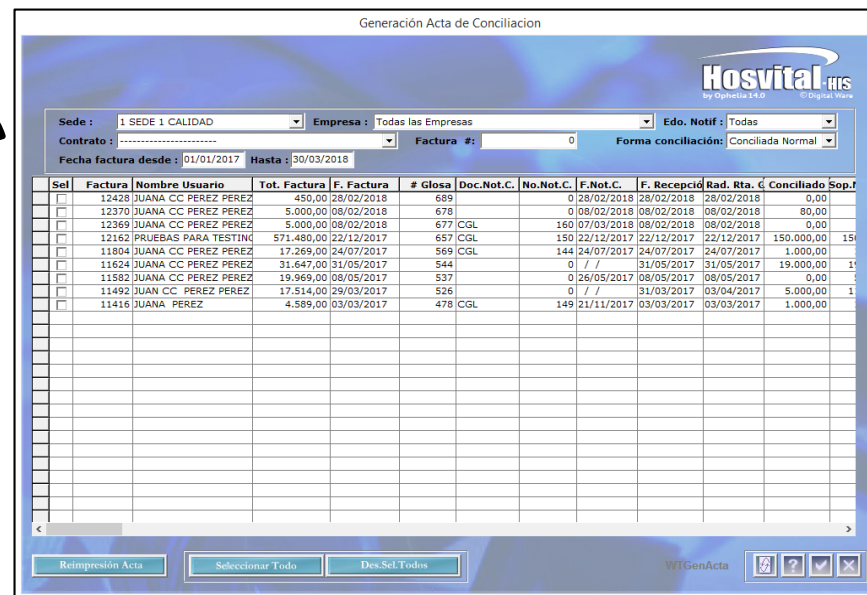 Generación Acta de Conciliacion
Hosvital-HIS
by Ophelia 14.0 © Digital Ware
Sede : 1 SEDE 1 CALIDAD Empresa : Todas las Empresas Edo. Notif : Todas
Contrato : ----------------------- Factura #: 0 Forma conciliación: Conciliada Normal
Fecha factura desde : 01/01/2017 Hasta : 30/03/2018
Sel Factura Nombre Usuario Tot. Factura F. Factura # Glosa Doc.Not.C. No.Not.C. F.Not.C. F. Recepció Rad. Rta. G Conciliado Sop.N
12428 JUANA CC PEREZ PEREZ 450,00 28/02/2018 689 0 28/02/2018 28/02/2018 28/02/2018 0,00
12370 JUANA CC PEREZ PEREZ 5.000,00 08/02/2018 678 0 08/02/2018 08/02/2018 08/02/2018 80,00
12369 JUANA CC PEREZ PEREZ 5.000,00 08/02/2018 677 CGL 160 07/03/2018 08/02/2018 08/02/2018 0,00
12162 PRUEBAS PARA TESTING 571.480,00 22/12/2017 657 CGL 150 22/12/2017 22/12/2017 22/12/2017 150.000,00 150
11804 JUANA CC PEREZ PEREZ 17.269,00 24/07/2017 569 CGL 144 24/07/2017 24/07/2017 24/07/2017 1.000,00
11624 JUANA CC PEREZ PEREZ 31.647,00 31/05/2017 544 0 / / 31/05/2017 31/05/2017 19.000,00
11582 JUANA CC PEREZ PEREZ 19.969,00 08/05/2017 537 0 26/05/2017 08/05/2017 08/05/2017 0,00
11492 JUAN CC PEREZ PEREZ 17.514,00 29/03/2017 526 0 / / 31/03/2017 03/04/2017 5.000,00
11416 JUANA PEREZ 4.589,00 03/03/2017 478 CGL 149 21/11/2017 03/03/2017 03/03/2017 1.000,00
Reimpresión Acta Seleccionar Todo Des.Sel.Todos WTGenActa ?